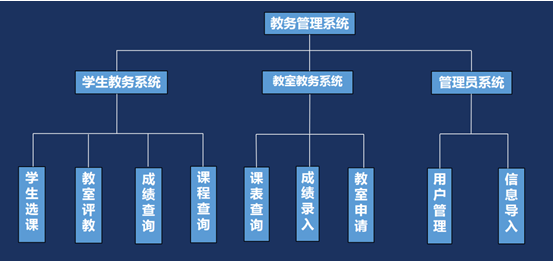 教务管理系统
学生教务系统
教室教务系统
管理员系统
学生选课
教室评教
成绩查询
课程查询
课表查询
成绩录入
教室申请
用户管理
信息导入